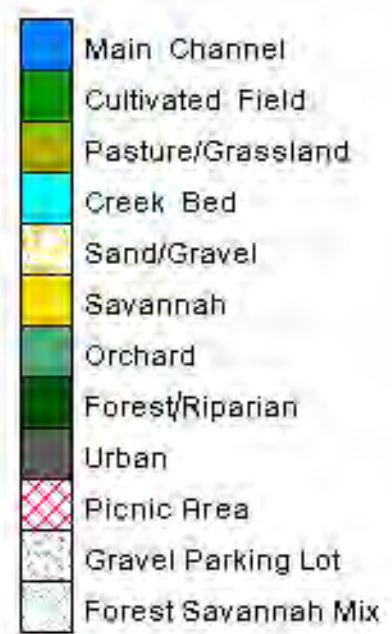 Main Channel
Cultivated Field
Pasture/Grassland
Creek Bed
Sand/Gravel
Savannah
Orchard
Forest/Riparian
Urban
Picnic Area
Gravel Parking Lot
Forest Savannah Mix